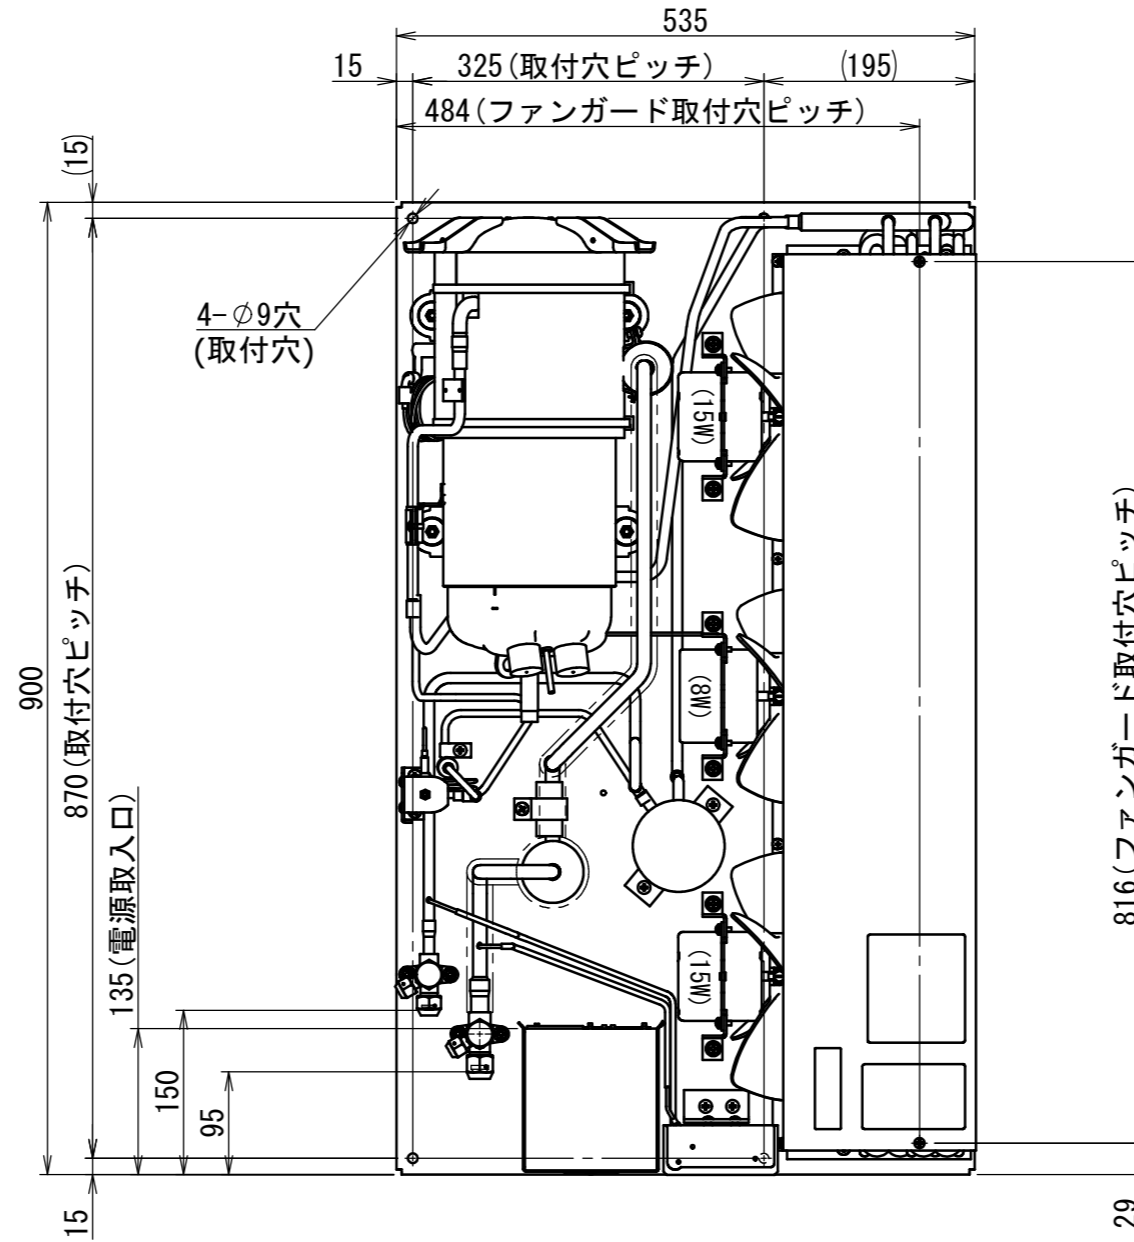 535
15
325(取付穴ピッチ)
(195)
484(ファンガード取付穴ピッチ)
(15)
4-φ9穴
(取付穴)
(15W)
(8W)
(15W)
900
870(取付穴ピッチ)
135(電源取入口)
150
95
15
816(ファンガード取付穴ピッチ)
29